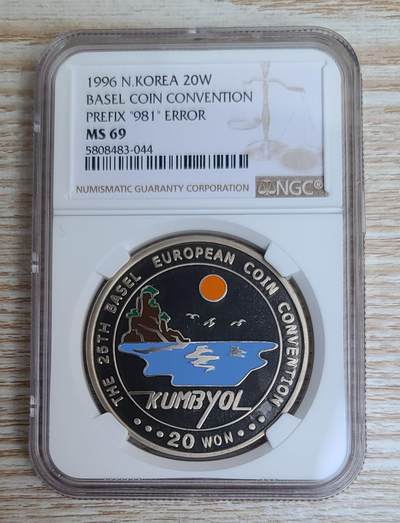 1996 N.KOREA 20W
BASEL COIN CONVENTION
PREFIX "981" ERROR
MS 69
5808483-044
NUMISMATIC GUARANTY CORPORATION
NGC®
THE 25TH BASEL EUROPEAN COIN CONVENTION
KUMBYOL
20 WON